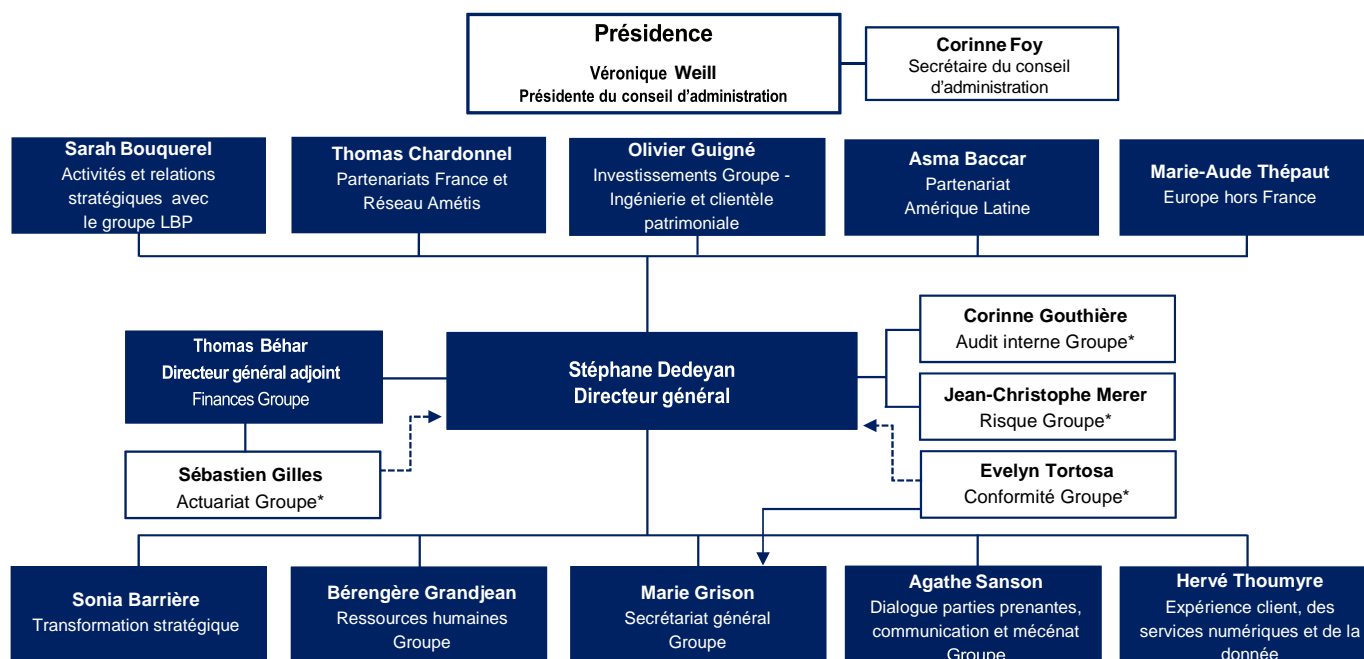 Présidence
Véronique Weill
Présidente du conseil d’administration
Corinne Foy
Secrétaire du conseil
d’administration
Sarah Bouquerel
Activités et relations
stratégiques avec
le groupe LBP
Thomas Chardonnel
Partenariats France et
Réseau Amétis
Olivier Guigné
Investissements Groupe -
Ingénierie et clientèle
patrimoniale
Asma Baccar
Partenariat
Amérique Latine
Marie-Aude Thépaut
Europe hors France
Thomas Béhar
Directeur général adjoint
Finances Groupe
Stéphane Dedeyan
Directeur général
Corinne Gouthière
Audit interne Groupe*
Jean-Christophe Merer
Risque Groupe*
Sébastien Gilles
Actuariat Groupe*
Evelyn Tortosa
Conformité Groupe*
Sonia Barrière
Transformation stratégique
Bérengère Grandjean
Ressources humaines
Groupe
Marie Grison
Secrétariat général
Groupe
Agathe Sanson
Dialogue parties prenantes,
communication et mécénat
Groupe
Hervé Thoumyre
Expérience client, des
services numériques et de la
donnée